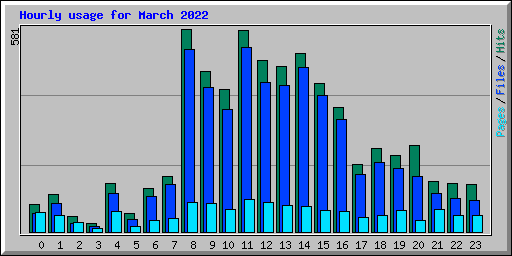 Hourly usage for March 2022
581
Pages/Files/Hits
0 1 2 3 4 5 6 7 8 9 10 11 12 13 14 15 16 17 18 19 20 21 22 23